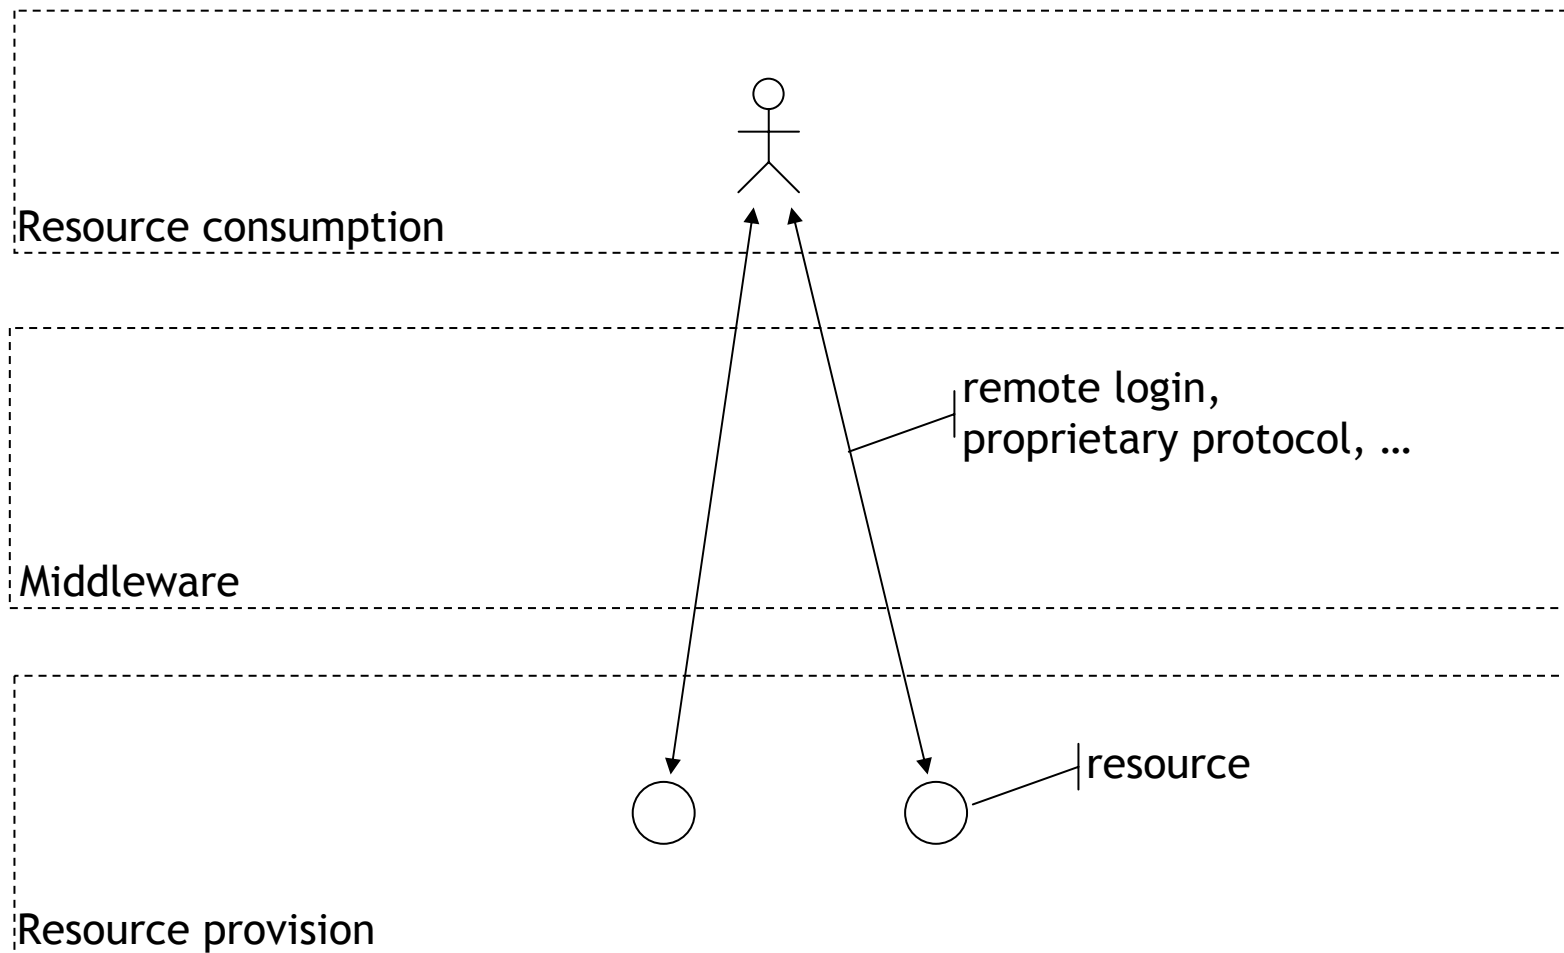 Resource consumption
remote login,
proprietary protocol, …
Middleware
resource
Resource provision